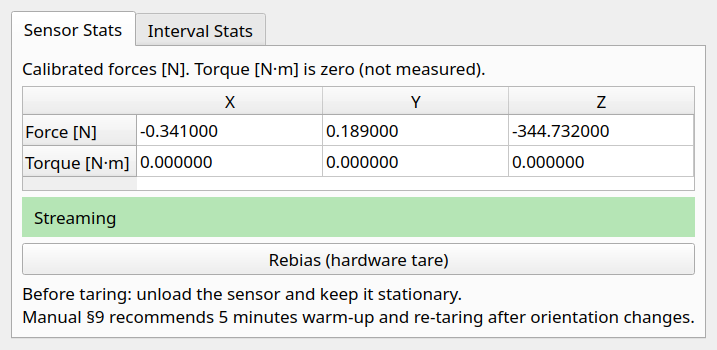 Sensor Stats Interval Stats
Calibrated forces [N]. Torque [N·m] is zero (not measured).
X Y Z
Force [N] -0.341000 0.189000 -344.732000
Torque [N·m] 0.000000 0.000000 0.000000
Streaming
Rebias (hardware tare)
Before taring: unload the sensor and keep it stationary.
Manual §9 recommends 5 minutes warm-up and re-taring after orientation changes.